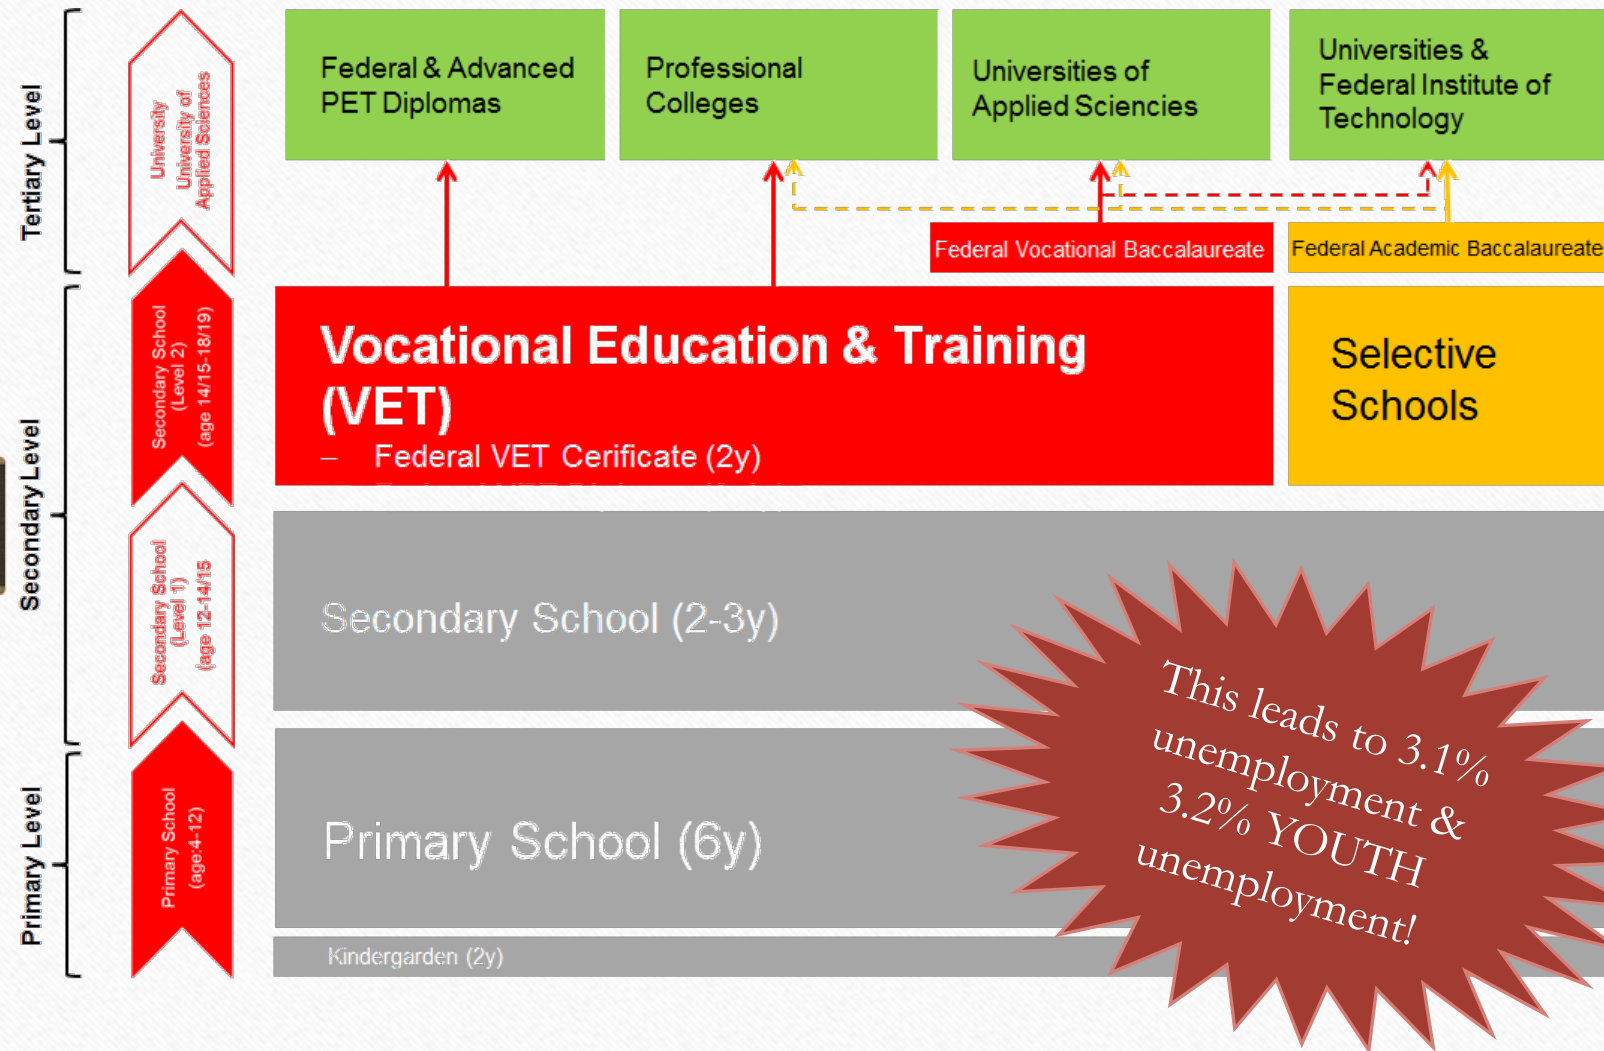 Tertiary Level
University
University of
Applied Sciences
Federal & Advanced
PET Diplomas
Professional
Colleges
Universities of
Applied Sciencies
Universities &
Federal Institute of
Technology
Federal Vocational Baccalaureate
Federal Academic Baccalaureate
Secondary Level
Secondary School
(Level 2)
(age 14/15-18/19)
Vocational Education & Training
(VET)
– Federal VET Cerificate (2y)
Selective
Schools
Secondary School
(Level 1)
(age 12-14/15
Secondary School (2-3y)
Primary Level
Primary School
(age:4-12)
Primary School (6y)
Kindergarden (2y)
This leads to 3.1%
unemployment &
3.2% YOUTH
unemployment!